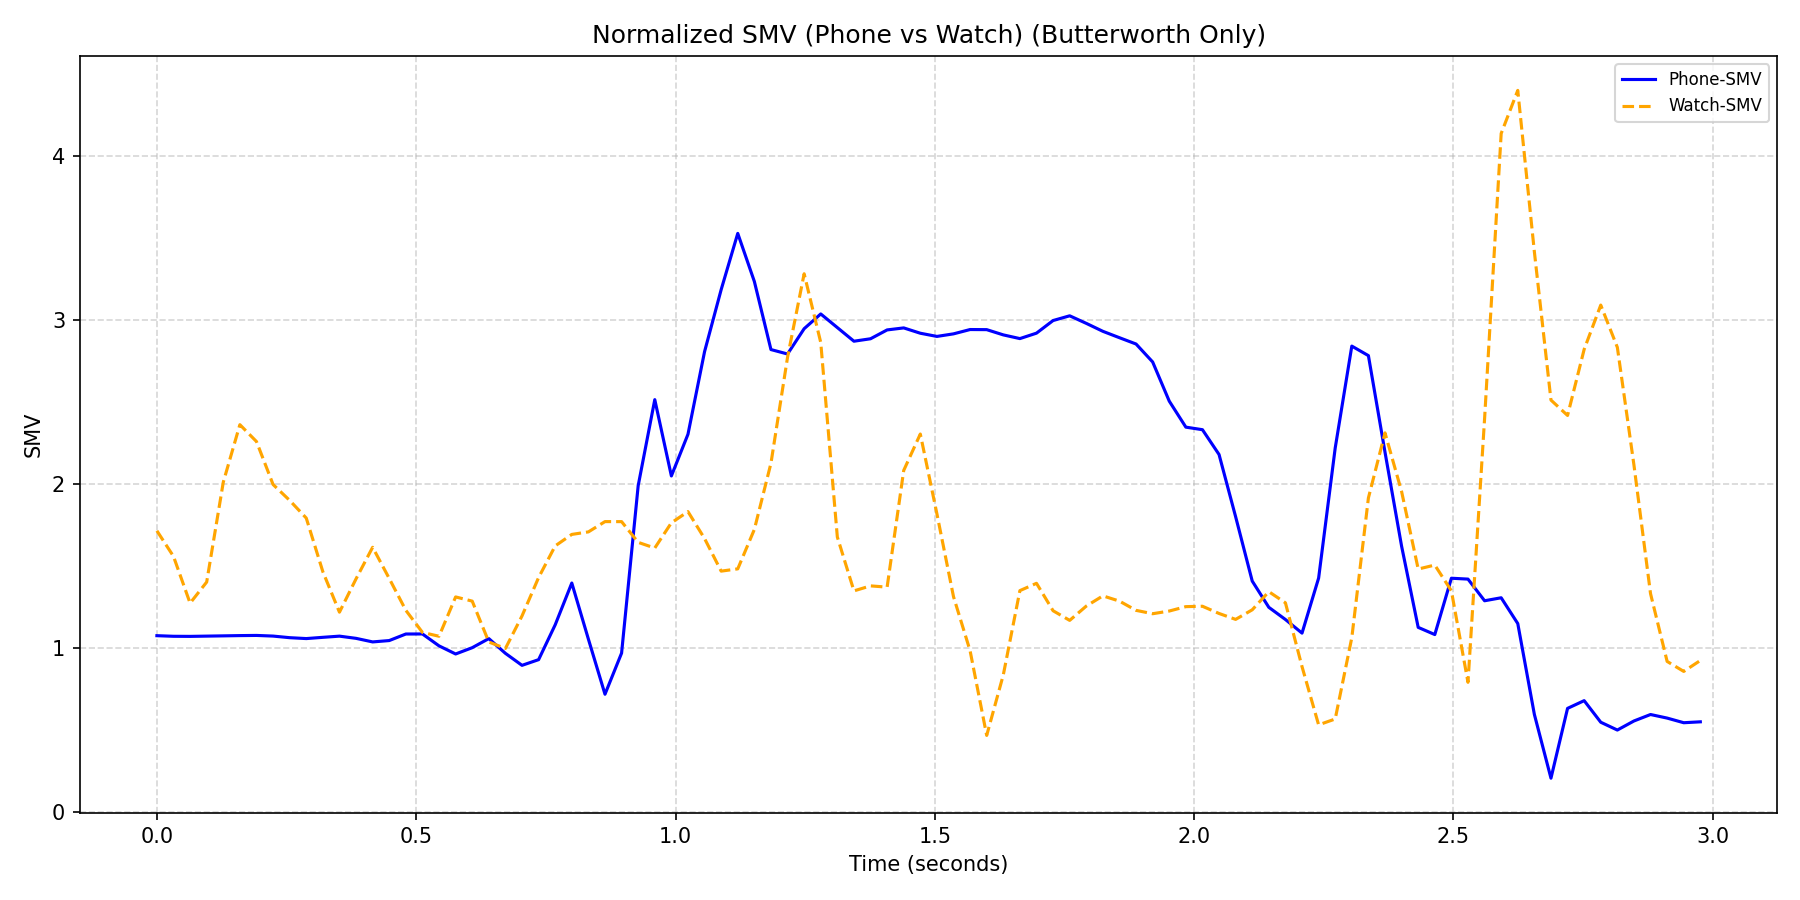 Normalized SMV (Phone vs Watch) (Butterworth Only)
Phone-SMV
Watch-SMV
SMV
4
3
2
1
0
0.0 0.5 1.0 1.5 2.0 2.5 3.0
Time (seconds)